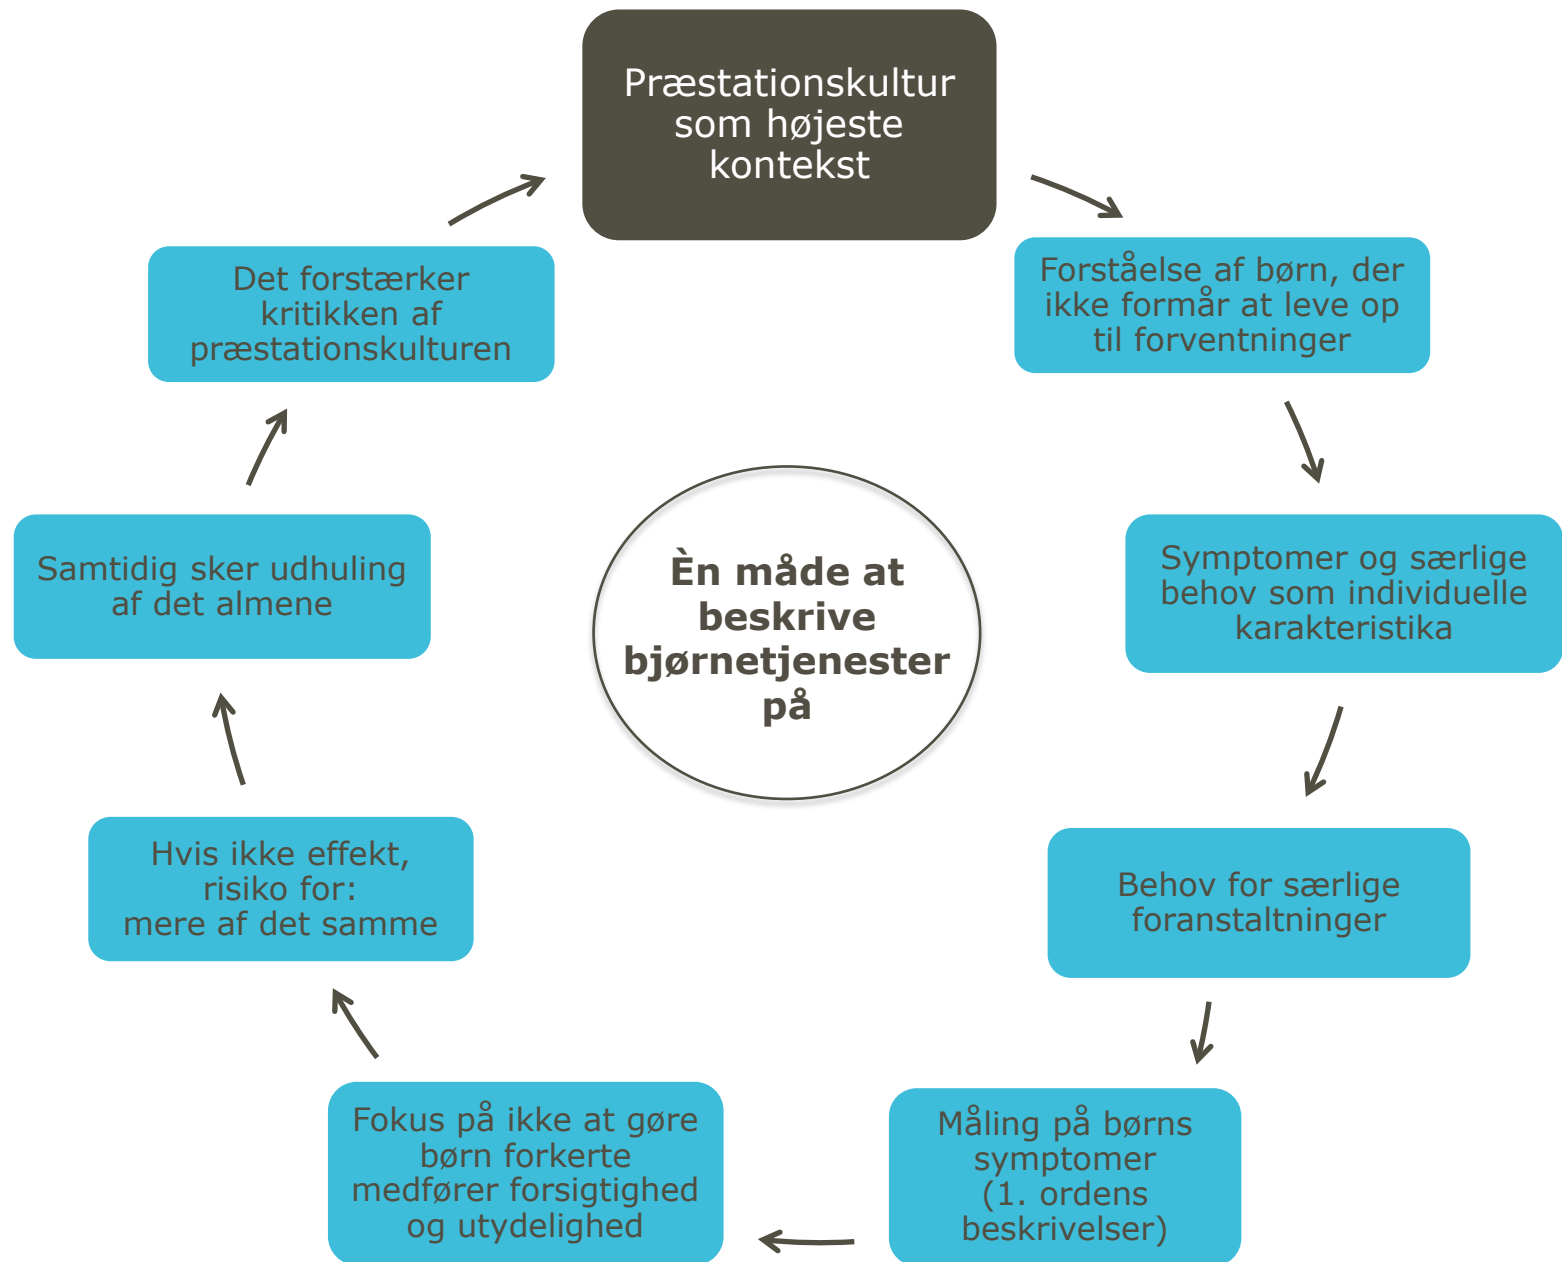 Præstationskultur
som højeste
kontekst
Forståelse af børn, der
ikke formår at leve op
til forventninger
Symptomer og særlige
behov som individuelle
karakteristika
Behov for særlige
foranstaltninger
Måling på børns
symptomer
(1. ordens
beskrivelser)
Fokus på ikke at gøre
børn forkerte
medfører forsigtighed
og utydelighed
Hvis ikke effekt,
risiko for:
mere af det samme
Samtidig sker udhuling
af det almene
Det forstærker
kritikken af
præstationskulturen
Èn måde at
beskrive
bjørnetjenester
på